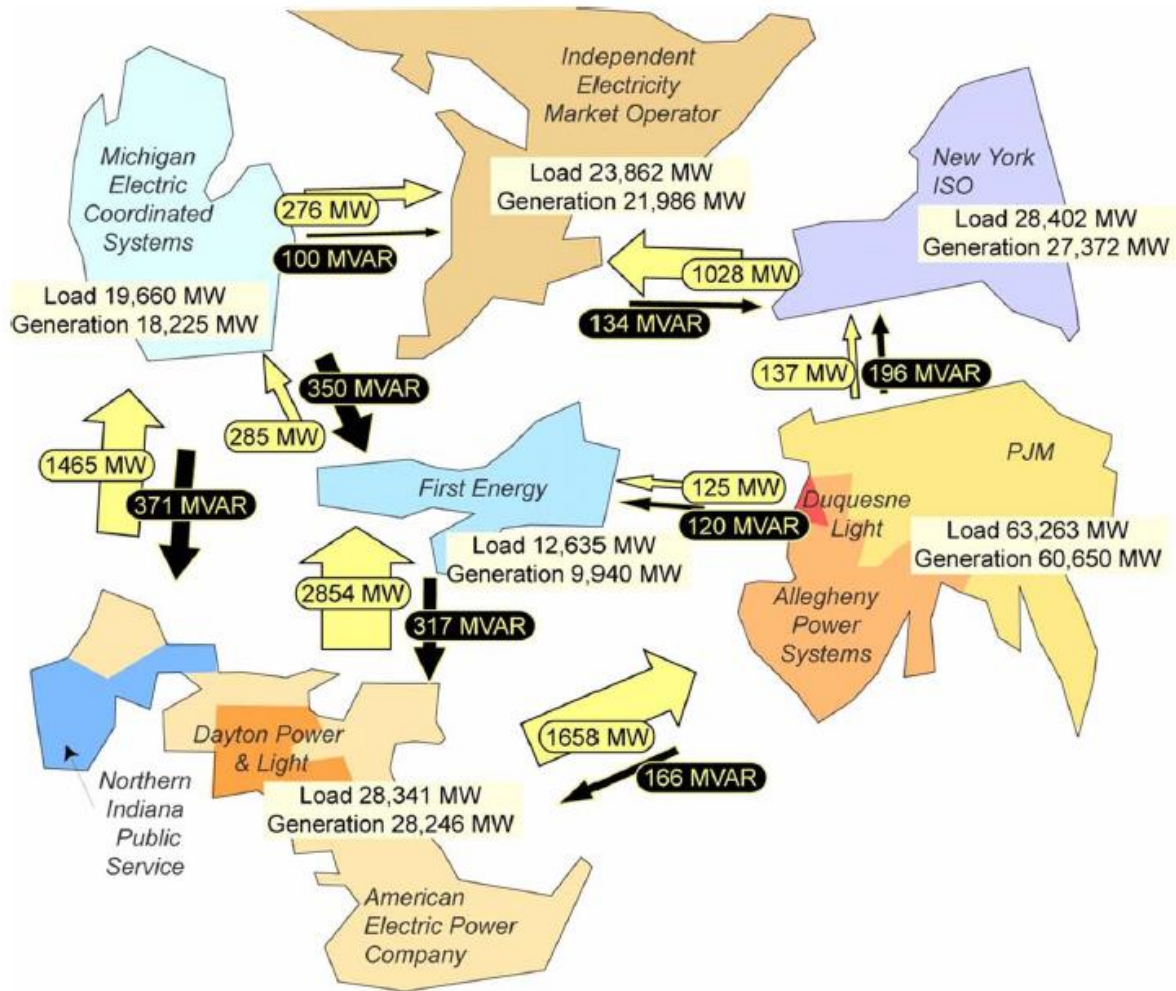 Independent
Electricity
Market Operator
Michigan
Electric
Coordinated
Systems
New York
ISO
Load 23,862 MW
Generation 21,986 MW
276 MW
100 MVAR
Load 28,402 MW
Generation 27,372 MW
1028 MW
134 MVAR
Load 19,660 MW
Generation 18,225 MW
350 MVAR
285 MW
137 MW
196 MVAR
1465 MW
371 MVAR
First Energy
125 MW
120 MVAR
PJM
Duquesne
Light
Load 12,635 MW
Generation 9,940 MW
Load 63,263 MW
Generation 60,650 MW
2854 MW
317 MVAR
Allegheny
Power
Systems
Dayton Power
& Light
1658 MW
166 MVAR
Northern
Indiana
Public
Service
Load 28,341 MW
Generation 28,246 MW
American
Electric Power
Company